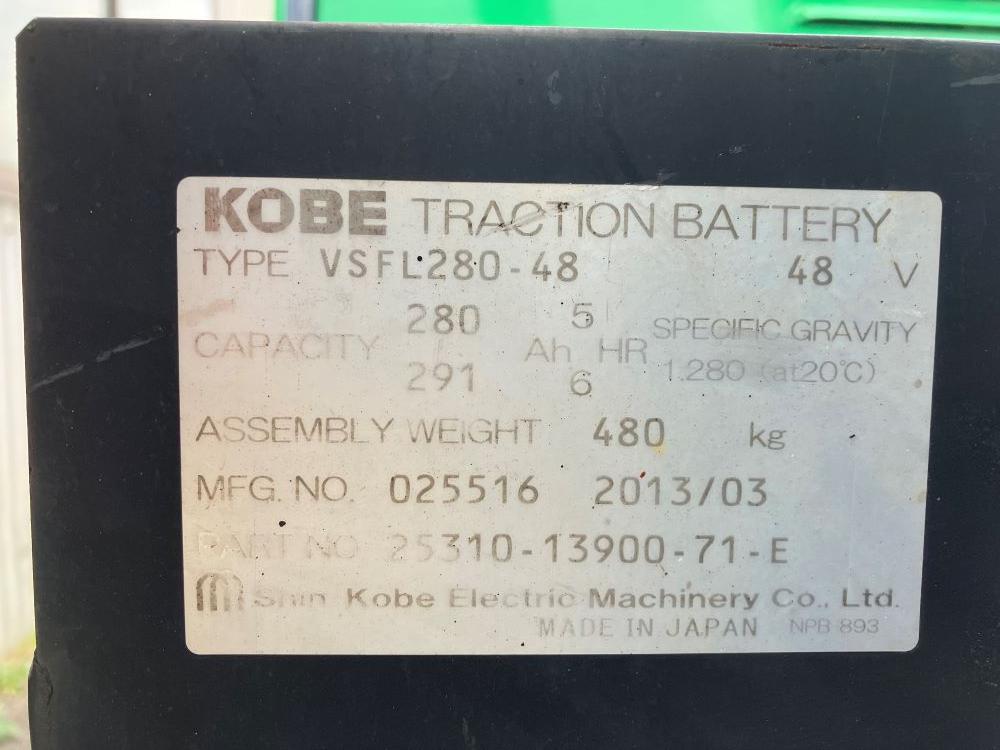 KOBE TRACTION BATTERY
TYPE VSFL280-48 48 V
280 5
CAPACITY Ah HR SPECIFIC GRAVITY
291 6 1.280 (at20℃)
ASSEMBLY WEIGHT 480 kg
MFG. NO. 025516 2013/03
PART NO 25310-13900-71-E
Shin Kobe Electric Machinery Co., Ltd.
MADE IN JAPAN NPB 893